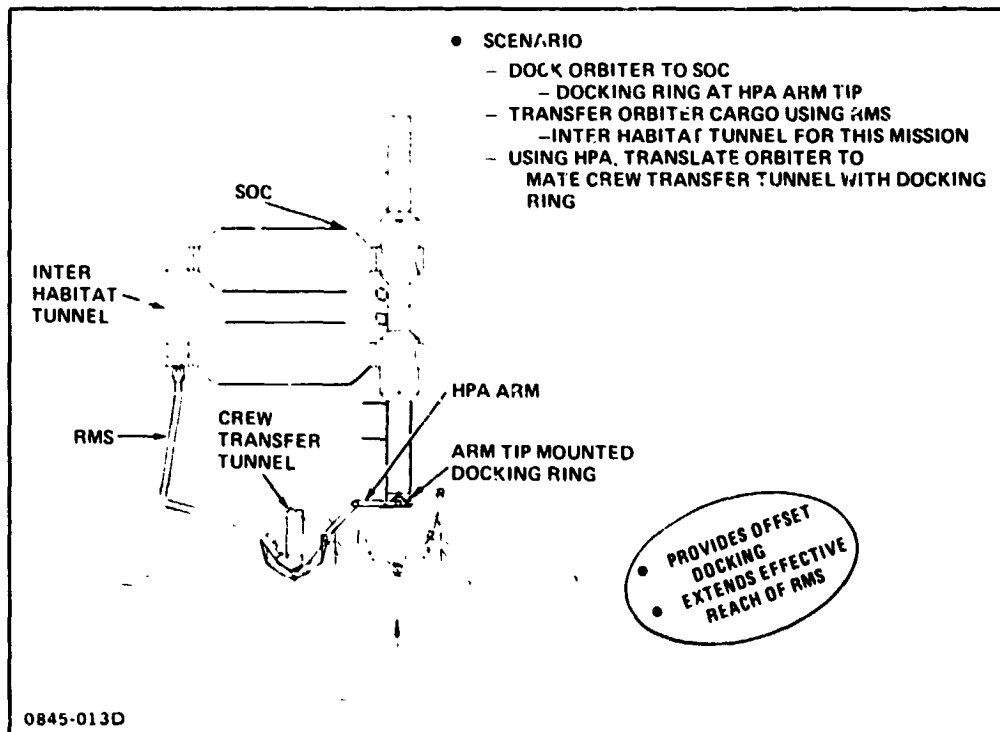 • SCENARIO
– DOCK ORBITER TO SOC
– DOCKING RING AT HPA ARM TIP
– TRANSFER ORBITER CARGO USING RMS
–INTER HABITAT TUNNEL FOR THIS MISSION
– USING HPA, TRANSLATE ORBITER TO
MATE CREW TRANSFER TUNNEL WITH DOCKING
RING
SOC
INTER
HABITAT
TUNNEL
HPA ARM
CREW
TRANSFER
TUNNEL
RMS
ARM TIP MOUNTED
DOCKING RING
• PROVIDES OFFSET
DOCKING
• EXTENDS EFFECTIVE
REACH OF RMS
0845-013D